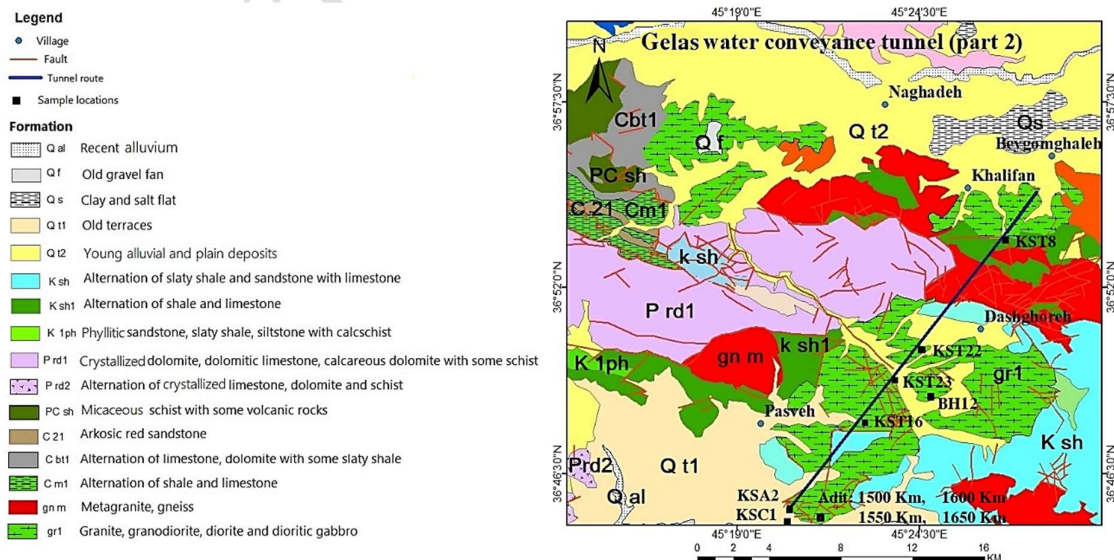 Legend
Village
Fault
Tunnel route
Sample locations
Formation
Q al Recent alluvium
Q f Old gravel fan
Q s Clay and salt flat
Q t1 Old terraces
Q t2 Young alluvial and plain deposits
K sh Alternation of slaty shale and sandstone with limestone
K sh1 Alternation of shale and limestone
K 1ph Phyllitic sandstone, slaty shale, siltstone with calcschist
P rd1 Crystallized dolomite, dolomitic limestone, calcareous dolomite with some schist
P rd2 Alternation of crystallized limestone, dolomite and schist
PC sh Micaceous schist with some volcanic rocks
C 21 Arkosic red sandstone
C bt1 Alternation of limestone, dolomite with some slaty shale
C m1 Alternation of shale and limestone
gn m Metagranite, gneiss
gr1 Granite, granodiorite, diorite and dioritic gabbro
45°19'0"E 45°24'30"E
Gelas water conveyance tunnel (part 2)
N
36°57'30"N
36°57'30"N
Naghadeh
Cbt1
Q f
Q t2
Qs
Beygomghaleh
PC sh
Khalifan
C 21
Cm1
KST8
k sh
36°52'0"N
36°52'0"N
P rd1
Dashghoreh
k sh1
KST22
K 1ph
gn m
gr1
KST23
BH12
Pasveh
KST16
K sh
Prd2
Q t1
36°46'30"N
36°46'30"N
Q al
KSA2
Adit: 1500 Km, 1600 Km
KSC1
1550 Km, 1650 Km
45°19'0"E 45°24'30"E
0 2 4 8 12 16
KM